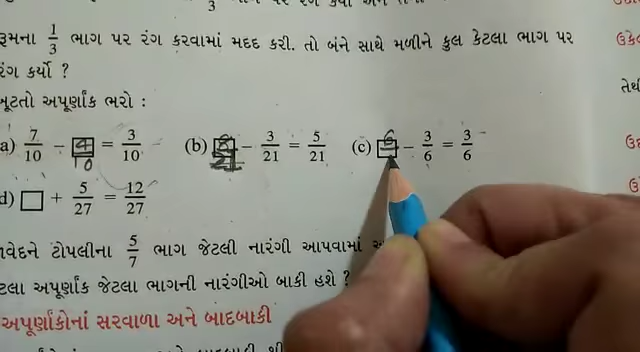 રૂમના 1/3 ભાગ પર રંગ કરવામાં મદદ કરી. તો બંને સાથે મળીને કુલ કેટલા ભાગ પર
રંગ કર્યો ?
ખૂટતો અપૂર્ણાંક ભરો :
a) 7/10 − 4/10 = 3/10 (b) 8/21 − 3/21 = 5/21 (c) 6 − 3/6 = 3/6
d) □ + 5/27 = 12/27
ટોપલીના 5/7 ભાગ જેટલી નારંગી આપવામાં
અપૂર્ણાંક જેટલા ભાગની નારંગીઓ બાકી હશે ?
અપૂર્ણાંકોનાં સરવાળા અને બાદબાકી